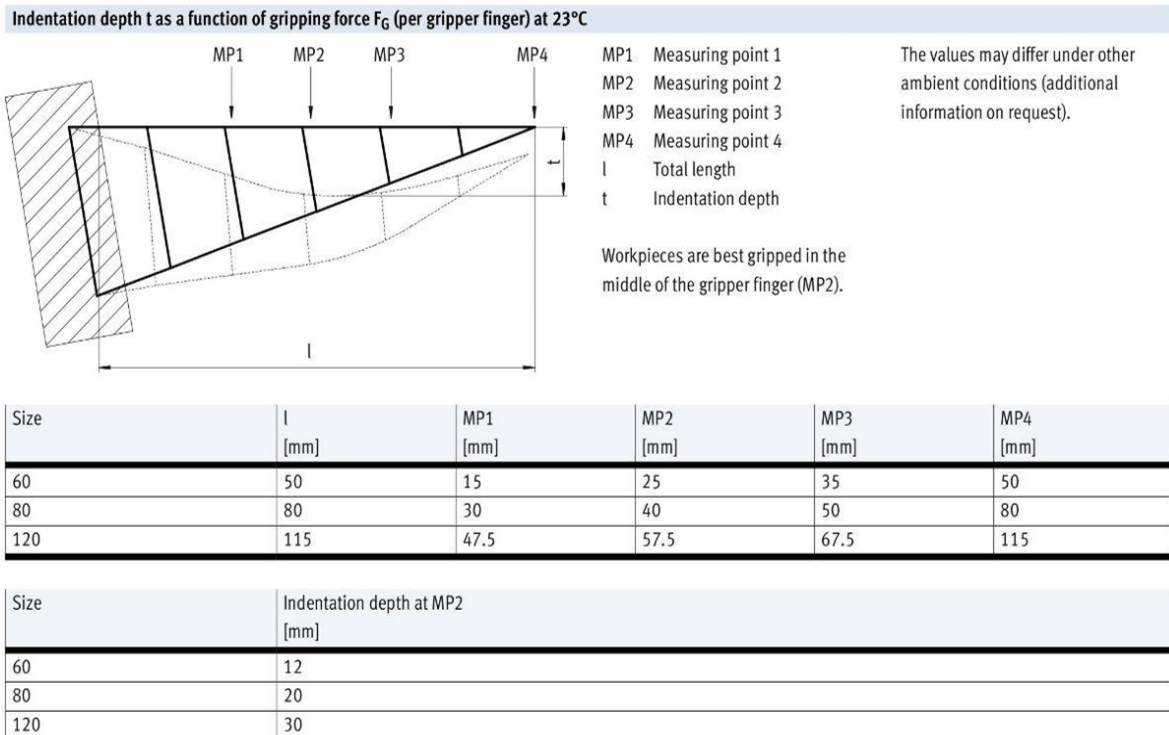 Indentation depth t as a function of gripping force FG (per gripper finger) at 23°C
MP1 MP2 MP3 MP4
t
l
MP1 Measuring point 1
MP2 Measuring point 2
MP3 Measuring point 3
MP4 Measuring point 4
l Total length
t Indentation depth
Workpieces are best gripped in the
middle of the gripper finger (MP2).
The values may differ under other
ambient conditions (additional
information on request).
Size l MP1 MP2 MP3 MP4
[mm] [mm] [mm] [mm] [mm]
60 50 15 25 35 50
80 80 30 40 50 80
120 115 47.5 57.5 67.5 115
Size Indentation depth at MP2
[mm]
60 12
80 20
120 30